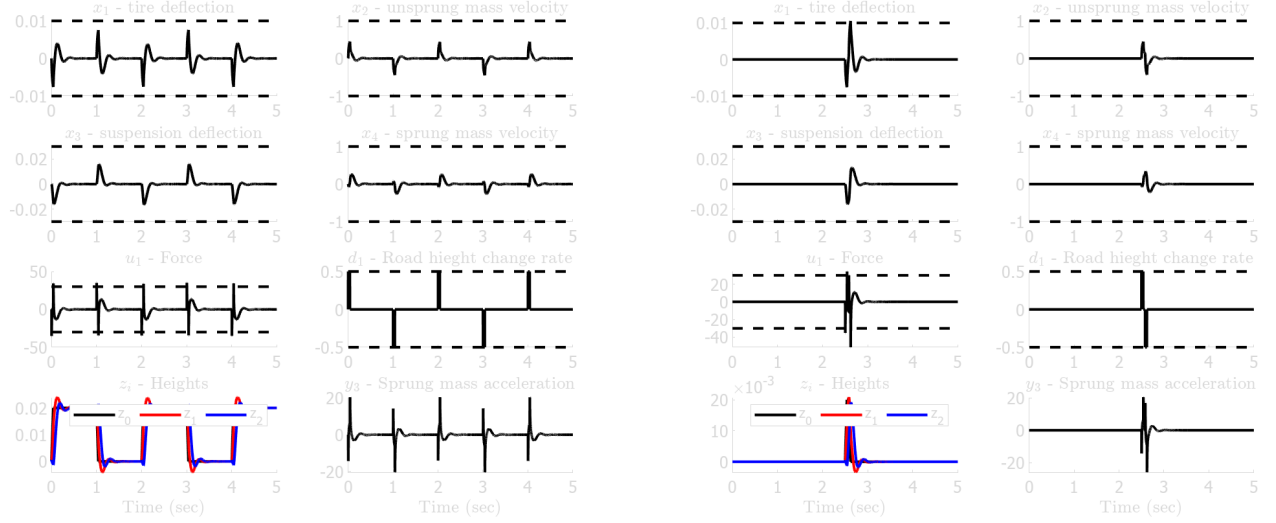 x₁ - tire deflection
x₂ - unsprung mass velocity
x₁ - tire deflection
x₂ - unsprung mass velocity
0.01
0
-0.01
0 1 2 3 4 5
1
0
-1
0 1 2 3 4 5
0.01
0
-0.01
0 1 2 3 4 5
1
0
-1
0 1 2 3 4 5
x₃ - suspension deflection
x₄ - sprung mass velocity
x₃ - suspension deflection
x₄ - sprung mass velocity
0.02
0
-0.02
0 1 2 3 4 5
1
0
-1
0 1 2 3 4 5
0.02
0
-0.02
0 1 2 3 4 5
1
0
-1
0 1 2 3 4 5
u₁ - Force
d₁ - Road hieght change rate
u₁ - Force
d₁ - Road hieght change rate
50
0
-50
0 1 2 3 4 5
0.5
0
-0.5
0 1 2 3 4 5
20
0
-20
-40
0 1 2 3 4 5
0.5
0
-0.5
0 1 2 3 4 5
zᵢ - Heights
y₃ - Sprung mass acceleration
zᵢ - Heights
y₃ - Sprung mass acceleration
0.02
0.01
0
z₀ z₁ z₂
0 1 2 3 4 5
Time (sec)
20
0
-20
0 1 2 3 4 5
Time (sec)
×10⁻³
20
10
0
z₀ z₁ z₂
0 1 2 3 4 5
Time (sec)
20
0
-20
0 1 2 3 4 5
Time (sec)